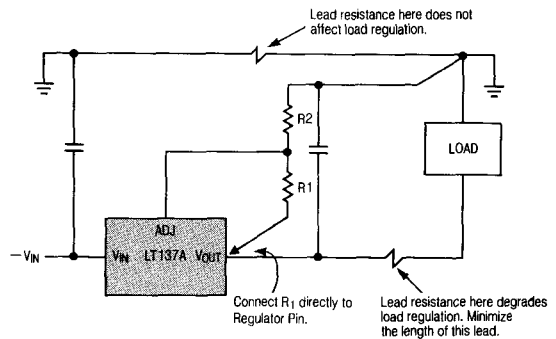 Lead resistance here does not
affect load regulation.
R2
LOAD
R1
ADJ
−VIN
VIN LT137A VOUT
Connect R1 directly to
Regulator Pin.
Lead resistance here degrades
load regulation. Minimize
the length of this lead.